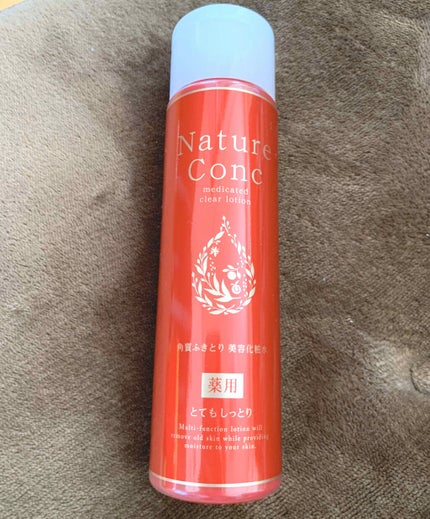 Nature
Conc
medicated
clear lotion
角質ふきとり 美容化粧水
薬用
とてもしっとり
Multi-function lotion will
remove old skin while providing
moisture to your skin.